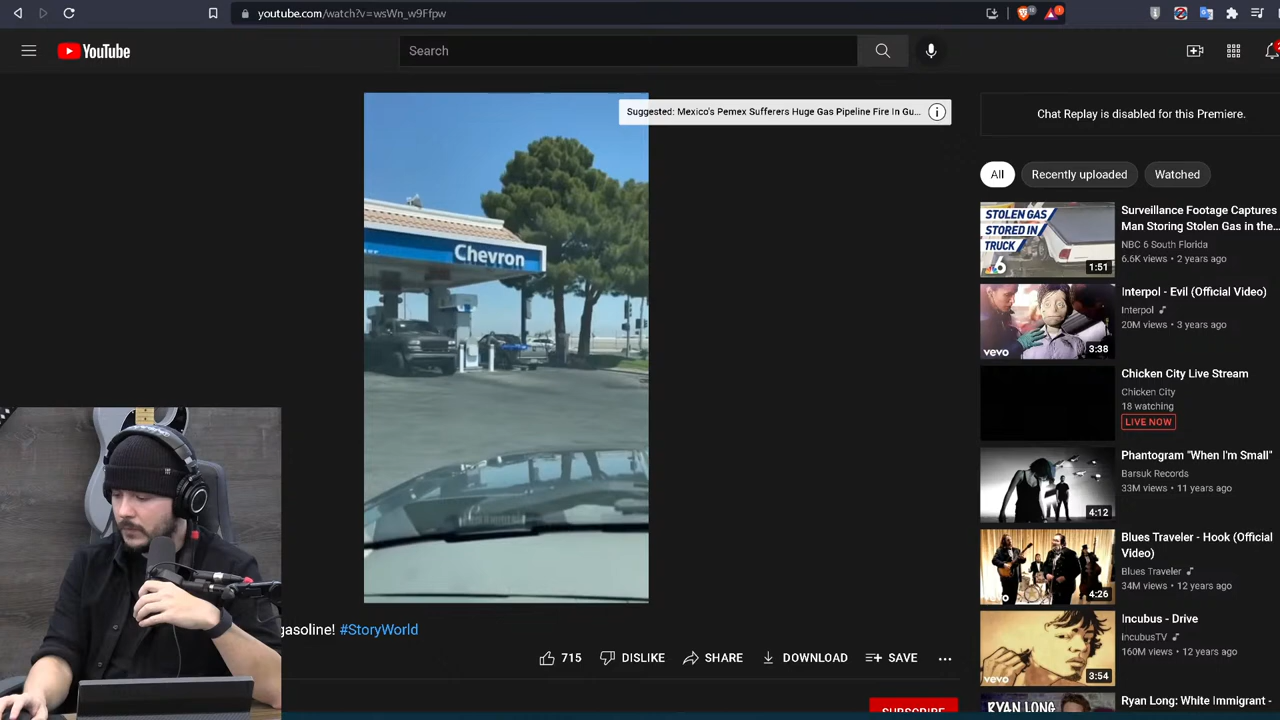 youtube.com/watch?v=wsWn_w9Ffpw
YouTube
Search
Suggested: Mexico's Pemex Sufferers Huge Gas Pipeline Fire In Gu...
Chevron
Chat Replay is disabled for this Premiere.
All
Recently uploaded
Watched
STOLEN GAS
STORED IN
TRUCK
6
1:51
Surveillance Footage Captures
Man Storing Stolen Gas in the...
NBC 6 South Florida
6.6K views • 2 years ago
vevo
3:38
Interpol - Evil (Official Video)
Interpol
20M views • 3 years ago
Chicken City Live Stream
Chicken City
18 watching
LIVE NOW
4:12
Phantogram "When I'm Small"
Barsuk Records
33M views • 11 years ago
vevo
4:26
Blues Traveler - Hook (Official
Video)
Blues Traveler
34M views • 12 years ago
vevo
3:54
Incubus - Drive
IncubusTV
160M views • 12 years ago
RYAN LONG
Ryan Long: White Immigrant -
gasoline! #StoryWorld
715
DISLIKE
SHARE
DOWNLOAD
SAVE
SUBSCRIBE